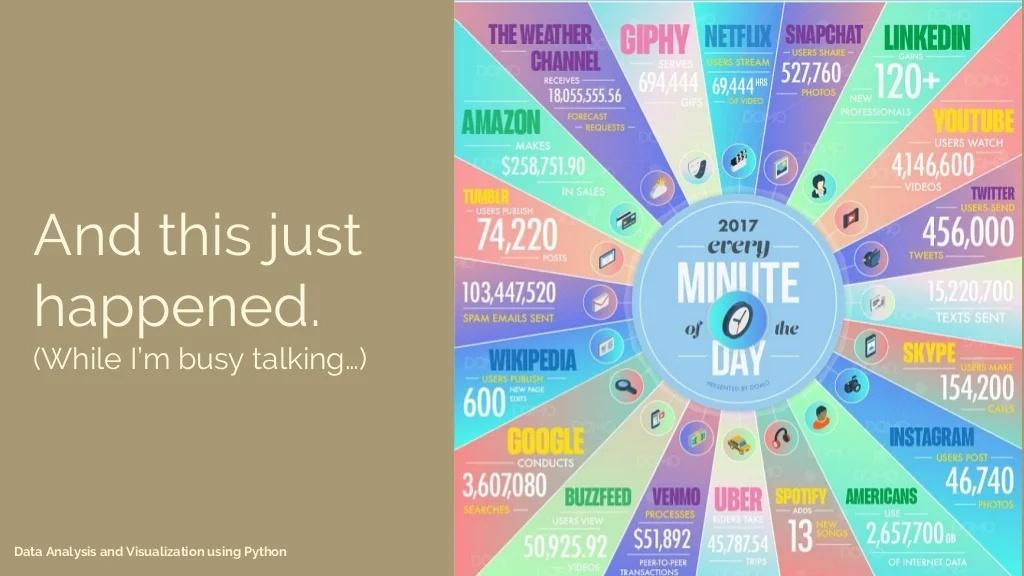 And this just
happened.
(While I'm busy talking...)
Data Analysis and Visualization using Python
THE WEATHER
CHANNEL
RECEIVES
18,055,555.56
FORECAST
REQUESTS
GIPHY
SERVES
694,444
GIFS
NETFLIX
USERS STREAM
69,444 HRS
OF VIDEO
SNAPCHAT
USERS SHARE
527,760
PHOTOS
LINKEDIN
GAINS
120+
NEW
PROFESSIONALS
YOUTUBE
USERS WATCH
4,146,600
VIDEOS
TWITTER
USERS SEND
456,000
TWEETS
15,220,700
TEXTS SENT
SKYPE
USERS MAKE
154,200
CALLS
INSTAGRAM
USERS POST
46,740
PHOTOS
AMERICANS
USE
2,657,700 GB
OF INTERNET DATA
SPOTIFY
ADDS
13 NEW
SONGS
UBER
RIDERS TAKE
45,787.54
TRIPS
VENMO
PROCESSES
$51,892
PEER-TO-PEER
TRANSACTIONS
BUZZFEED
USERS VIEW
50,925.92
VIDEOS
GOOGLE
CONDUCTS
3,607,080
SEARCHES
WIKIPEDIA
USERS PUBLISH
600 NEW PAGE
EDITS
103,447,520
SPAM EMAILS SENT
TUMBLR
USERS PUBLISH
74,220
POSTS
AMAZON
MAKES
$258,751.90
IN SALES
2017
every
MINUTE
of the
DAY
PRESENTED BY DOMO